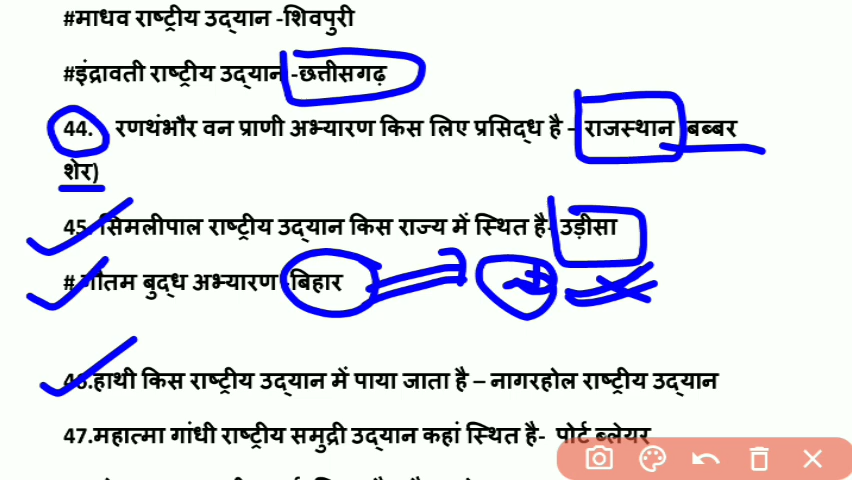 #माधव राष्ट्रीय उद्यान -शिवपुरी
#इंद्रावती राष्ट्रीय उद्यान -छत्तीसगढ़
44. रणथंभौर वन प्राणी अभ्यारण किस लिए प्रसिद्ध है – राजस्थान बब्बर
शेर)
45. सिमलीपाल राष्ट्रीय उद्यान किस राज्य में स्थित है- उड़ीसा
# गौतम बुद्ध अभ्यारण -बिहार
46.हाथी किस राष्ट्रीय उद्यान में पाया जाता है – नागरहोल राष्ट्रीय उद्यान
47.महात्मा गांधी राष्ट्रीय समुद्री उद्यान कहां स्थित है- पोर्ट ब्लेयर